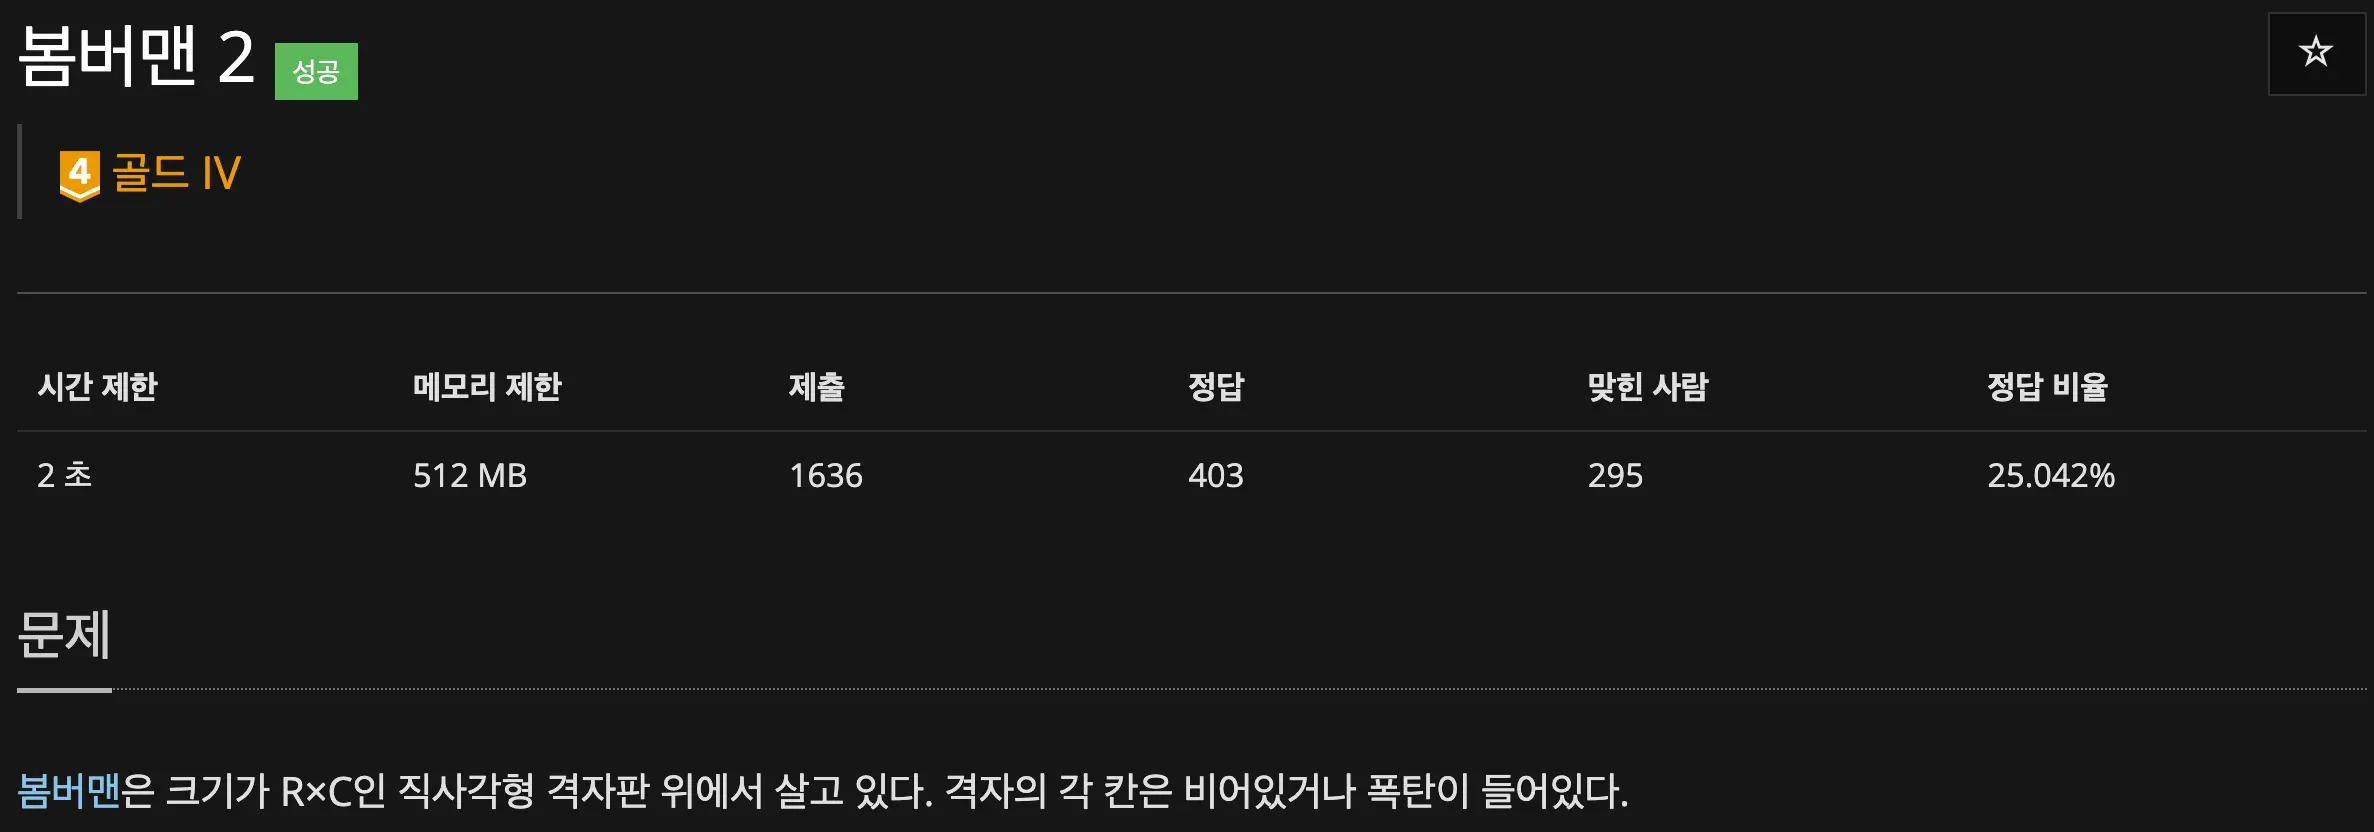 봄버맨 2 성공
4 골드 IV
시간 제한 메모리 제한 제출 정답 맞힌 사람 정답 비율
2 초 512 MB 1636 403 295 25.042%
문제
봄버맨은 크기가 R×C인 직사각형 격자판 위에서 살고 있다. 격자의 각 칸은 비어있거나 폭탄이 들어있다.